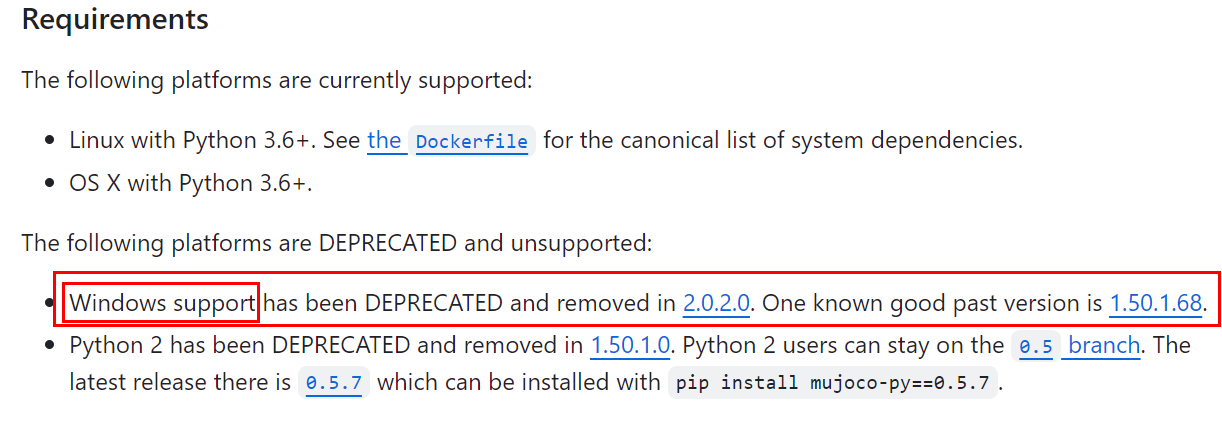 Requirements
The following platforms are currently supported:
Linux with Python 3.6+. See the Dockerfile for the canonical list of system dependencies.
OS X with Python 3.6+.
The following platforms are DEPRECATED and unsupported:
Windows support has been DEPRECATED and removed in 2.0.2.0. One known good past version is 1.50.1.68.
Python 2 has been DEPRECATED and removed in 1.50.1.0. Python 2 users can stay on the 0.5 branch. The
latest release there is 0.5.7 which can be installed with pip install mujoco-py==0.5.7.